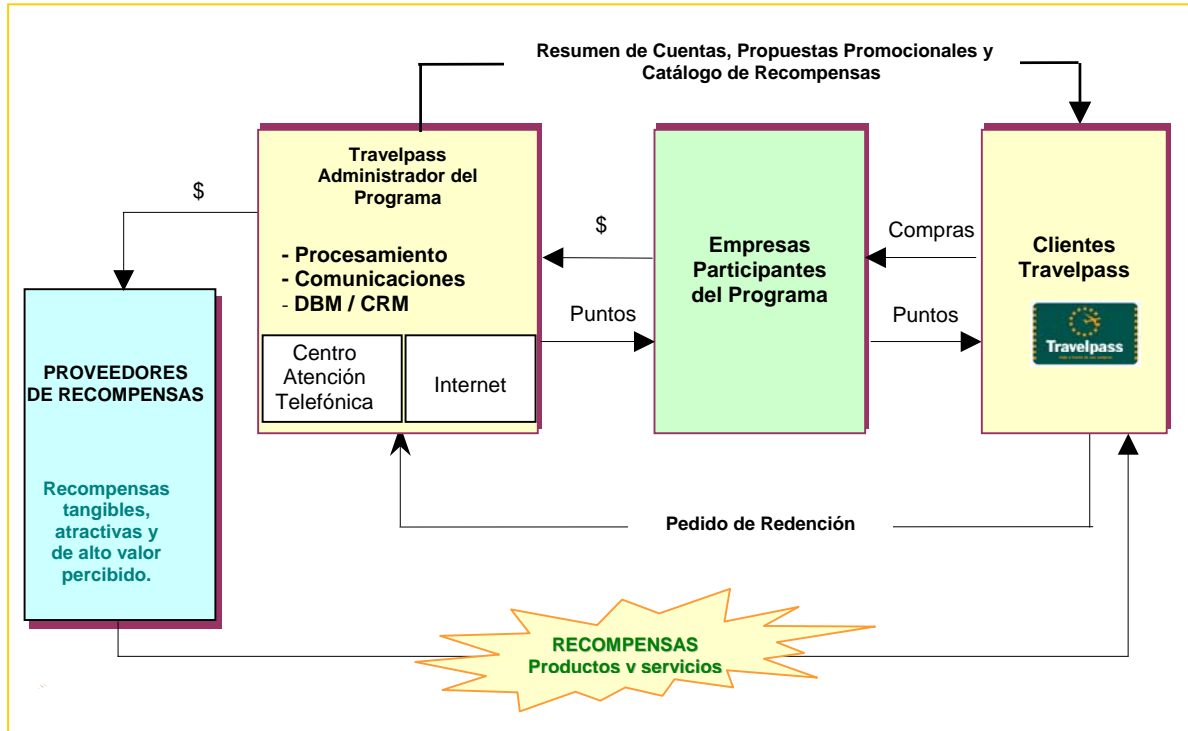 Resumen de Cuentas, Propuestas Promocionales y
Catálogo de Recompensas
Travelpass
Administrador del
Programa
- Procesamiento
- Comunicaciones
- DBM / CRM
Centro
Atención
Telefónica
Internet
$
$
Puntos
Empresas
Participantes
del Programa
Compras
Puntos
Clientes
Travelpass
Travelpass
PROVEEDORES
DE RECOMPENSAS
Recompensas
tangibles,
atractivas y
de alto valor
percibido.
Pedido de Redención
RECOMPENSAS
Productos y servicios